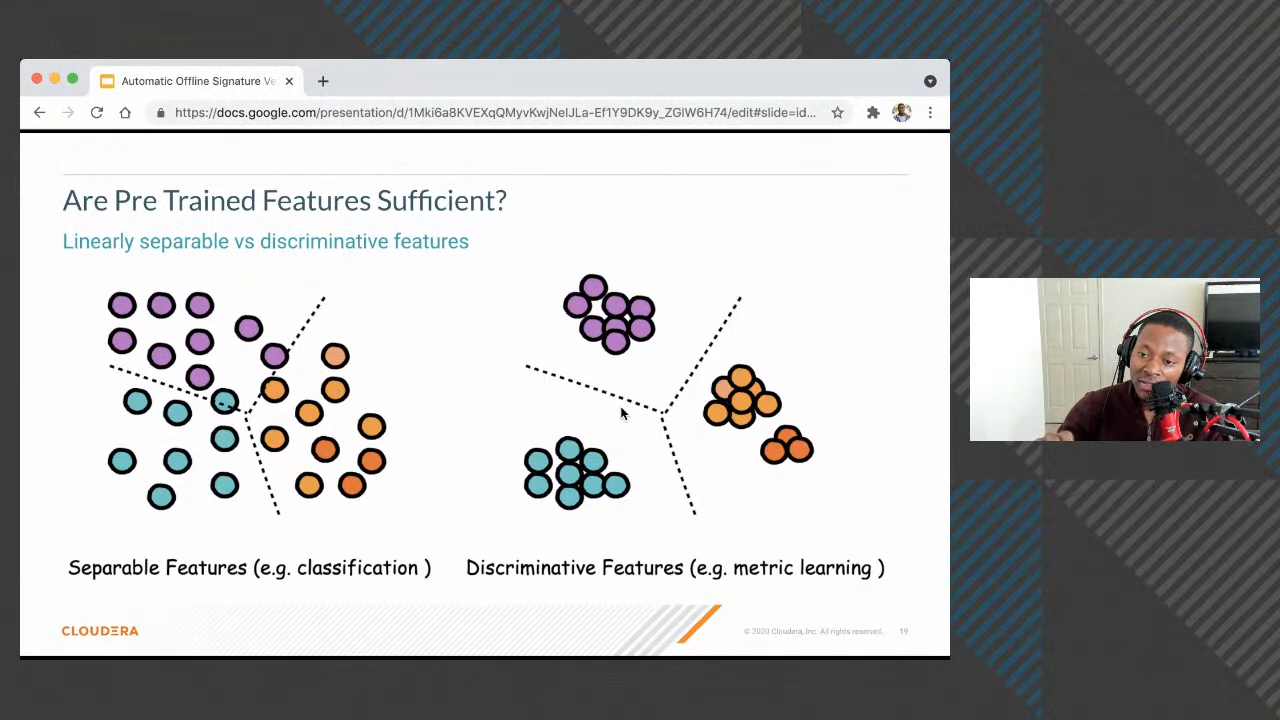 Automatic Offline Signature Ve
https://docs.google.com/presentation/d/1Mki6a8KVEXqQMyvKwjNeIJLa-Ef1Y9DK9y_ZGlW6H74/edit#slide=id...
Are Pre Trained Features Sufficient?
Linearly separable vs discriminative features
Separable Features (e.g. classification )
Discriminative Features (e.g. metric learning )
CLOUDERA
© 2020 Cloudera, Inc. All rights reserved.
19